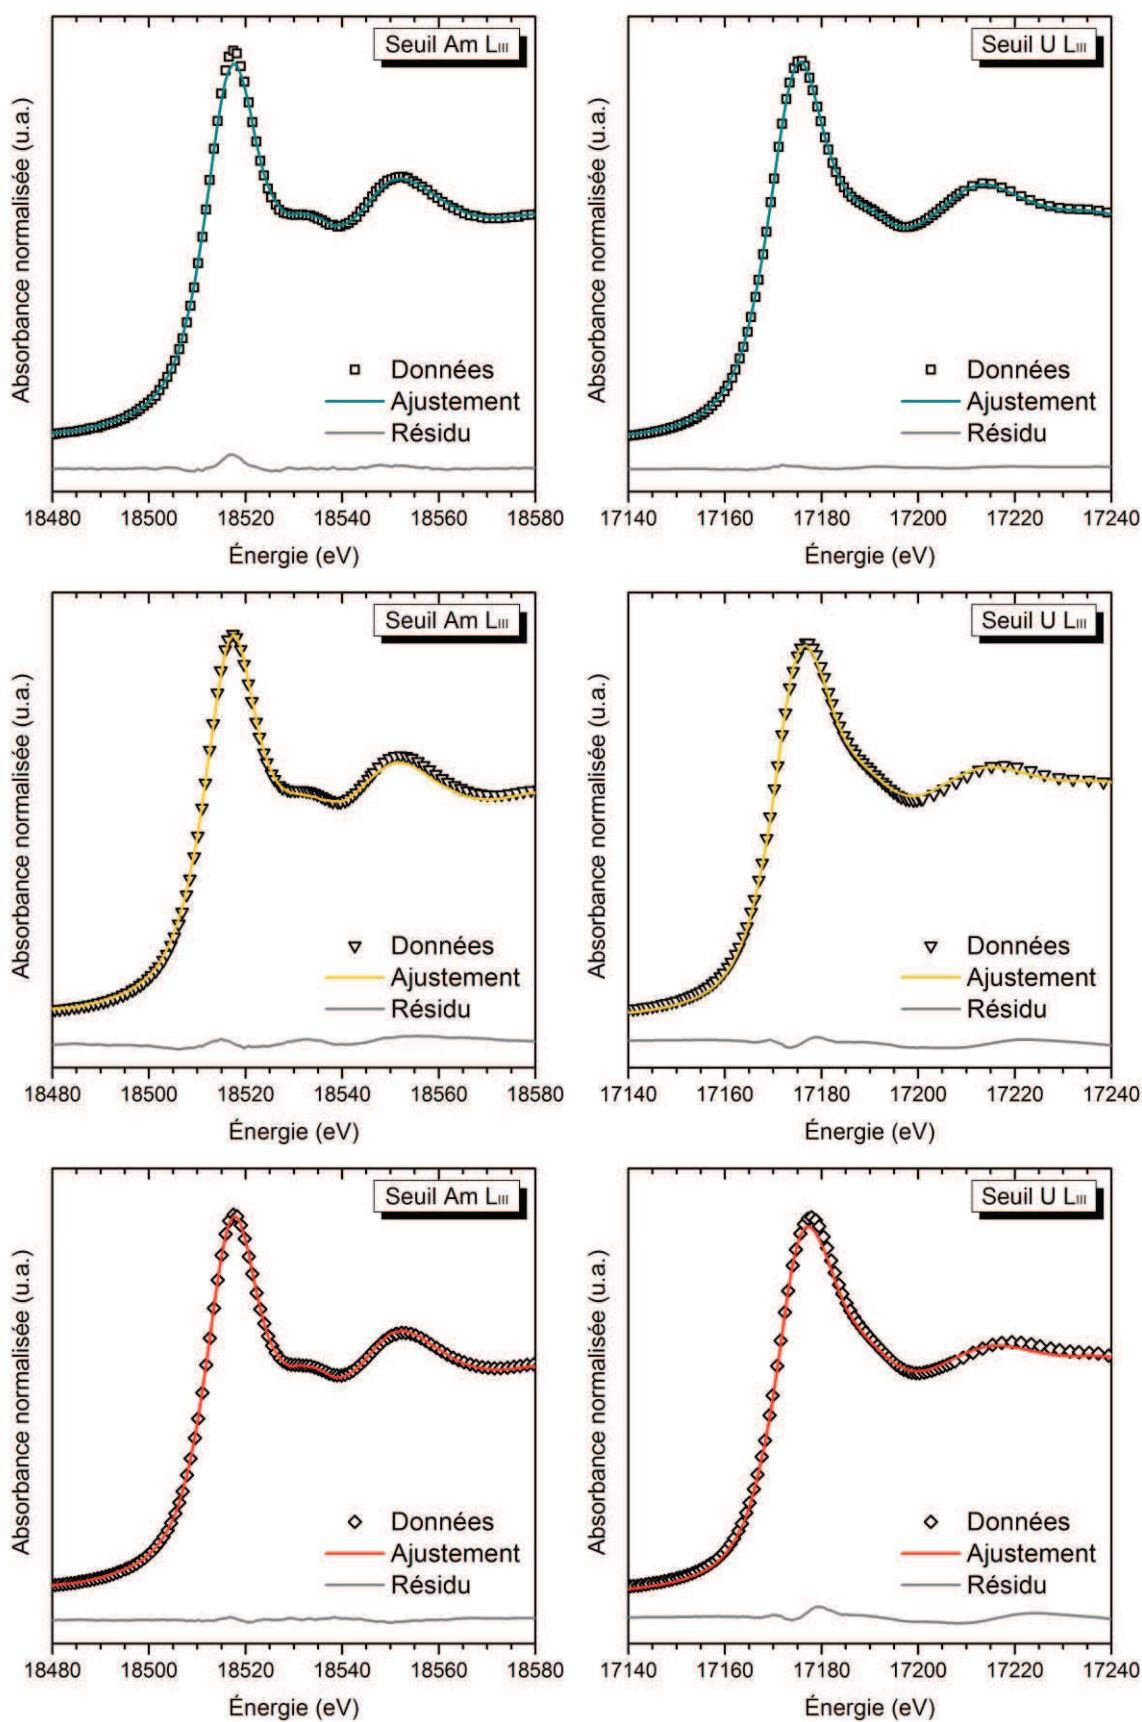 Seuil Am LIII
Absorbance normalisée (u.a.)
Données
Ajustement
Résidu
18480 18500 18520 18540 18560 18580
Énergie (eV)
Seuil U LIII
Absorbance normalisée (u.a.)
Données
Ajustement
Résidu
17140 17160 17180 17200 17220 17240
Énergie (eV)
Seuil Am LIII
Absorbance normalisée (u.a.)
Données
Ajustement
Résidu
18480 18500 18520 18540 18560 18580
Énergie (eV)
Seuil U LIII
Absorbance normalisée (u.a.)
Données
Ajustement
Résidu
17140 17160 17180 17200 17220 17240
Énergie (eV)
Seuil Am LIII
Absorbance normalisée (u.a.)
Données
Ajustement
Résidu
18480 18500 18520 18540 18560 18580
Énergie (eV)
Seuil U LIII
Absorbance normalisée (u.a.)
Données
Ajustement
Résidu
17140 17160 17180 17200 17220 17240
Énergie (eV)